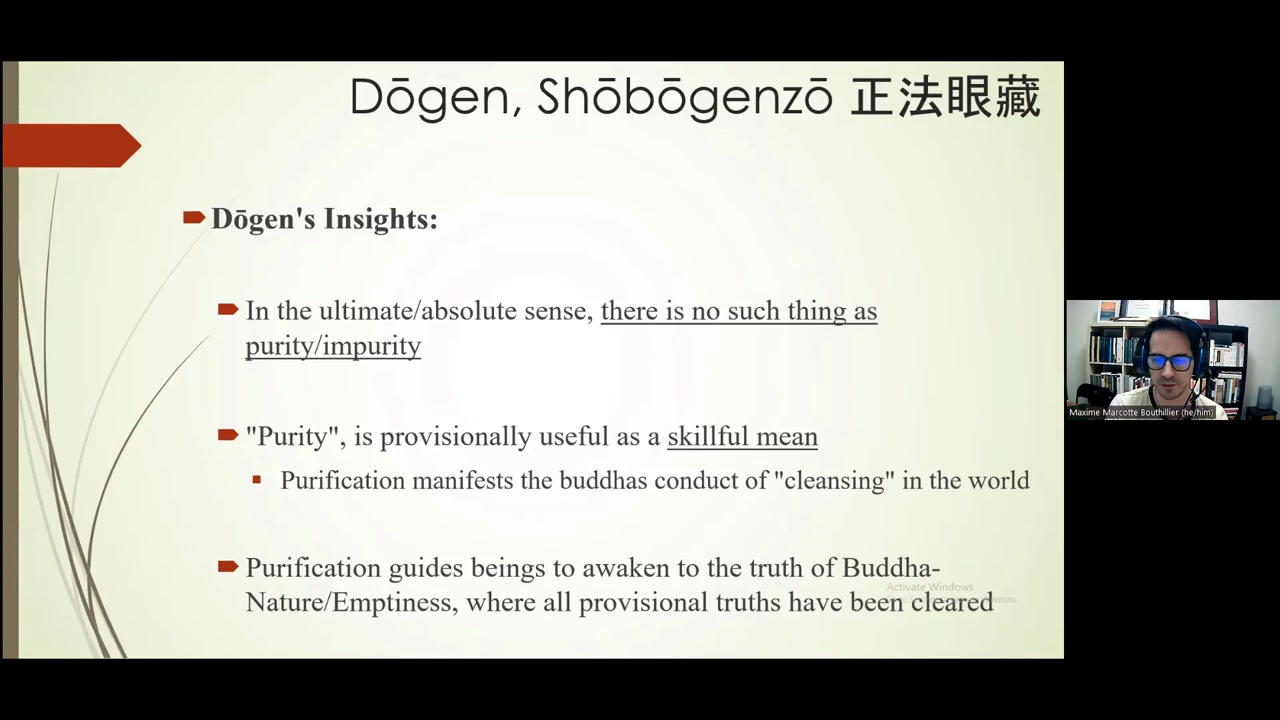 Dōgen, Shōbōgenzō 正法眼藏
Dōgen's Insights:
In the ultimate/absolute sense, there is no such thing as
purity/impurity
"Purity", is provisionally useful as a skillful mean
Purification manifests the buddhas conduct of "cleansing" in the world
Purification guides beings to awaken to the truth of Buddha-
Nature/Emptiness, where all provisional truths have been cleared
Activate Windows
Maxime Marcotte Bouthillier (he/him)